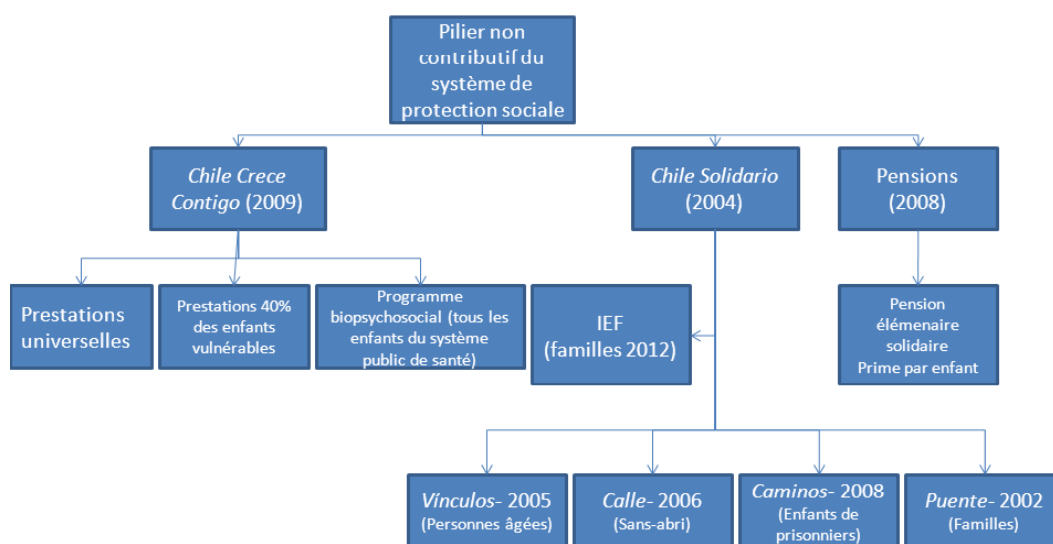 Pilier non
contributif du
système de
protection sociale
Chile Crece
Contigo (2009)
Chile Solidario
(2004)
Pensions
(2008)
Prestations
universelles
Prestations 40%
des enfants
vulnérables
Programme
biopsychosocial (tous les
enfants du système
public de santé)
IEF
(familles 2012)
Pension
élémenaire
solidaire
Prime par enfant
Vínculos- 2005
(Personnes âgées)
Calle- 2006
(Sans-abri)
Caminos- 2008
(Enfants de
prisonniers)
Puente- 2002
(Familles)